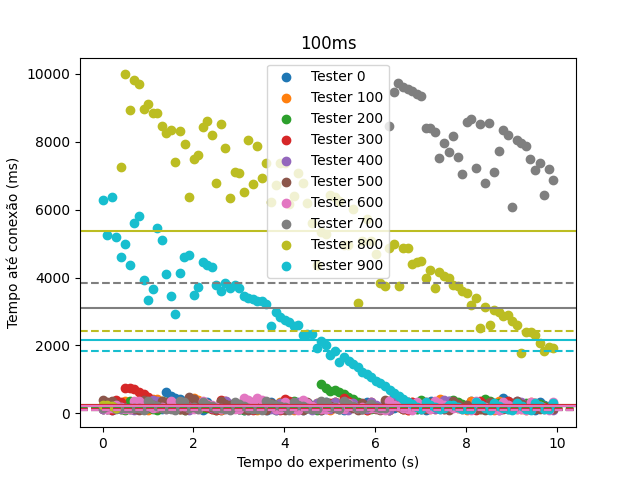 100ms
Tempo até conexão (ms)
10000
8000
6000
4000
2000
0
Tester 0
Tester 100
Tester 200
Tester 300
Tester 400
Tester 500
Tester 600
Tester 700
Tester 800
Tester 900
0 2 4 6 8 10
Tempo do experimento (s)